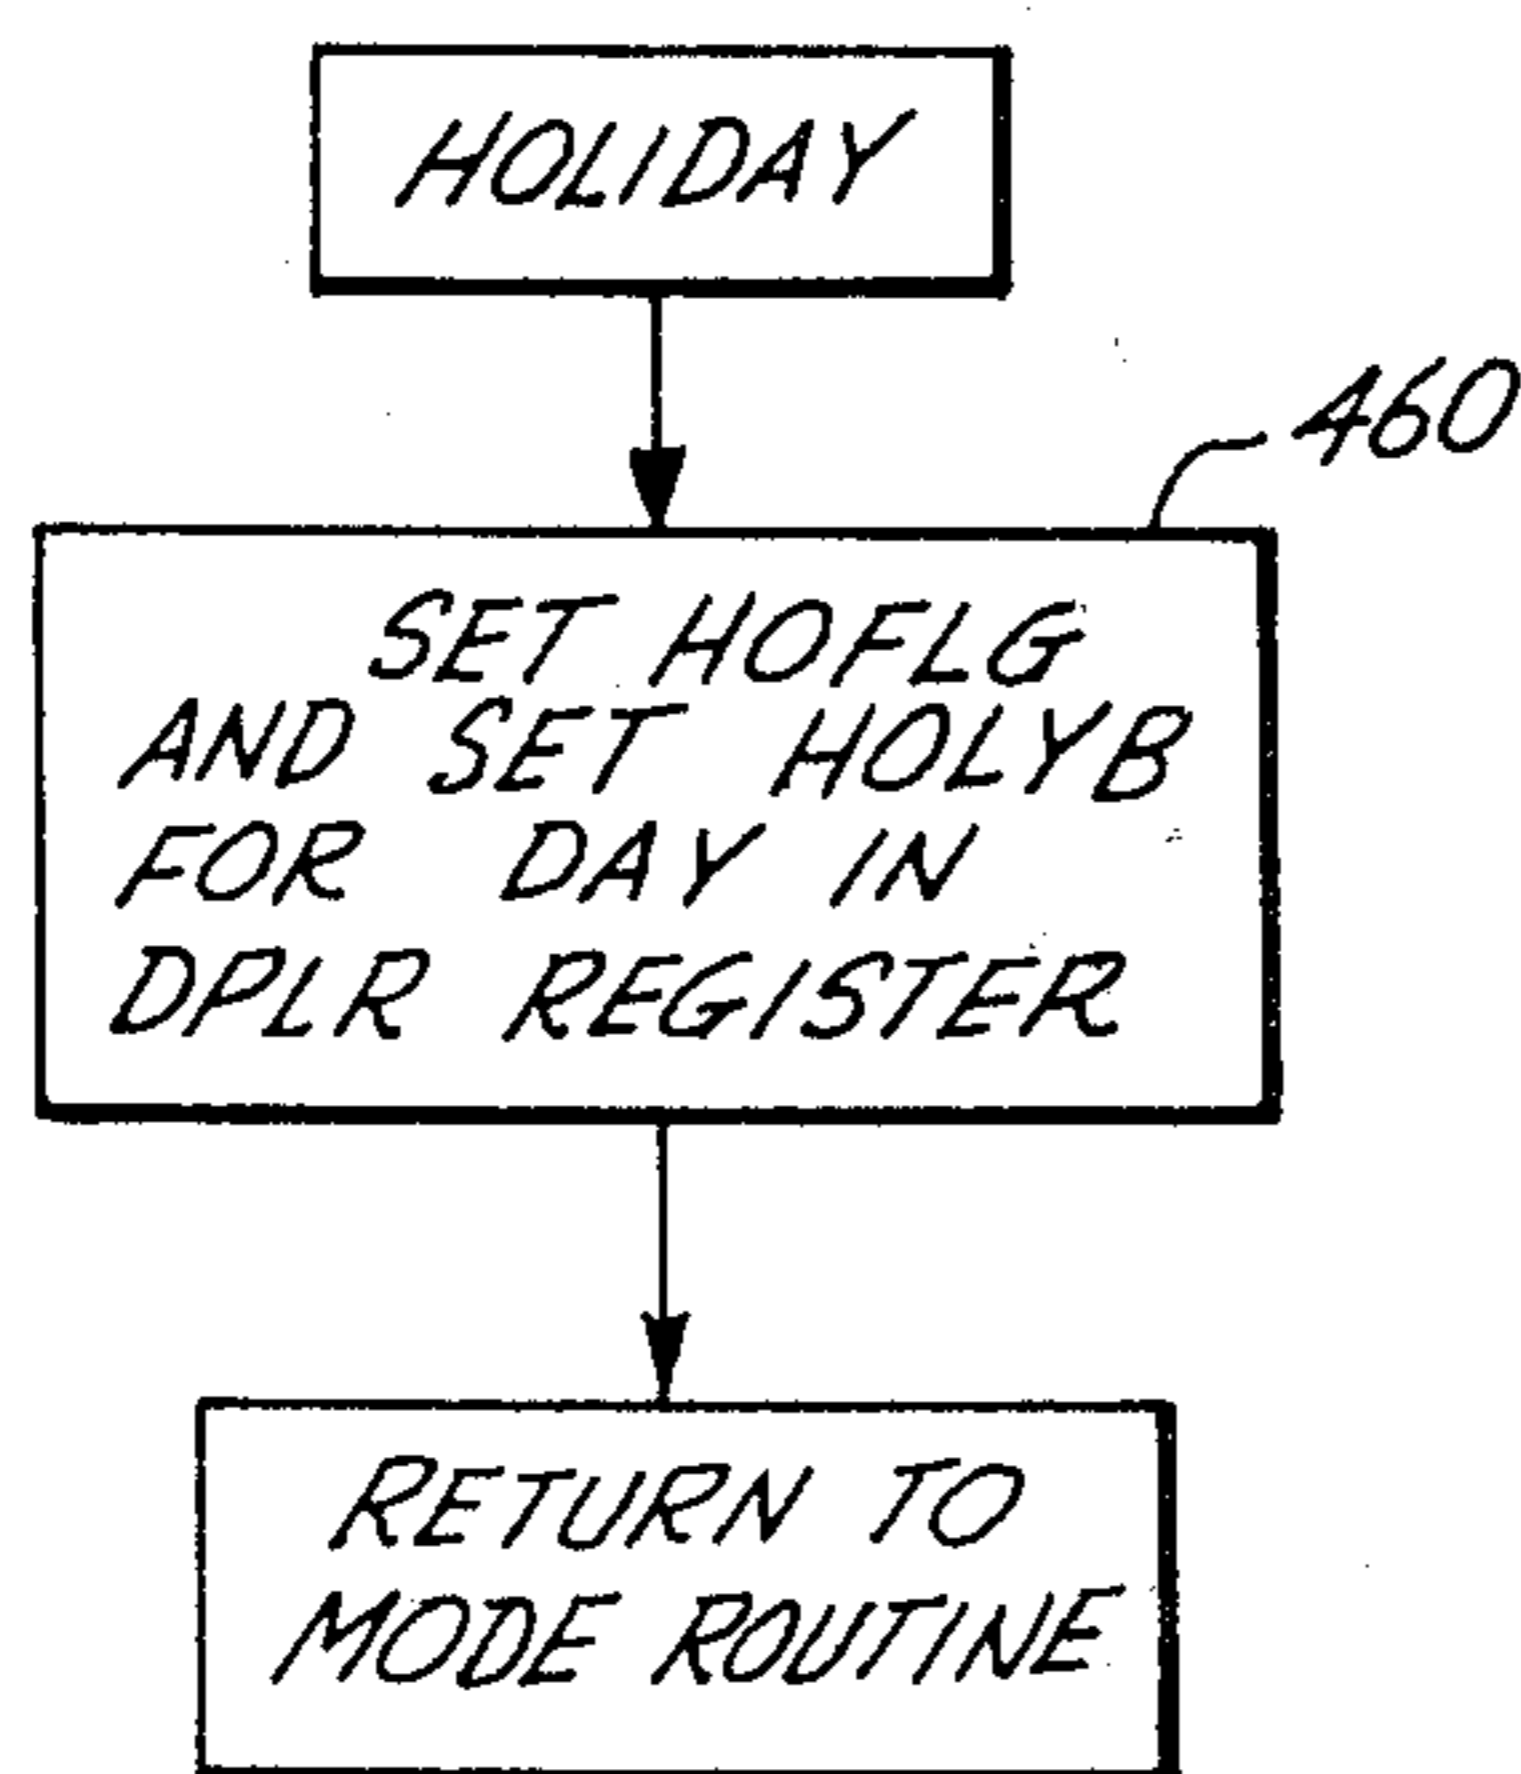 HOLIDAY
460
SET HOFLG
AND SET HOLYB
FOR DAY IN
DPLR REGISTER
RETURN TO
MODE ROUTINE